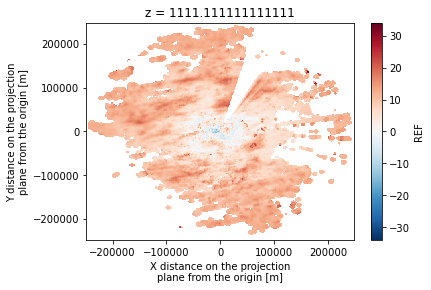 z = 1111.111111111111
Y distance on the projection
plane from the origin [m]
200000
100000
0
−100000
−200000
−200000
−100000
0
100000
200000
X distance on the projection
plane from the origin [m]
30
20
10
0
−10
−20
−30
REF